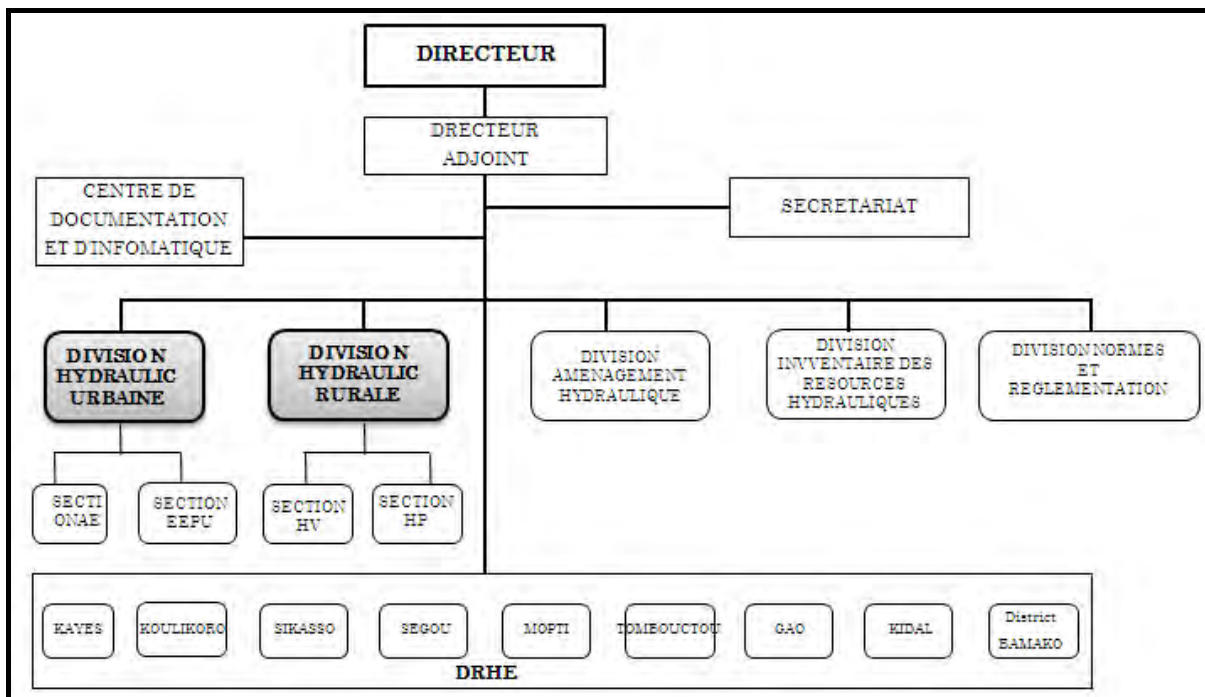 DIRECTEUR
DRECTEUR
ADJOINT
CENTRE DE
DOCUMENTATION
ET D'INFOMATIQUE
SECRETARIAT
DIVISION
HYDRAULIC
URBAINE
DIVISION
HYDRAULIC
RURALE
DIVISION
AMENAGEMENT
HYDRAULIQUE
DIVISION
INVVENTAIRE DES
RESOURCES
HYDRAULIQUES
DIVISION NORMES
ET
REGLEMENTATION
SECTI
ONAE
SECTION
EEPU
SECTION
HV
SECTION
HP
KAYES
KOULIKORO
SIKASSO
SEGOU
MOPTI
TOMBOUCTOU
GAO
KIDAL
District
BAMAKO
DRHE